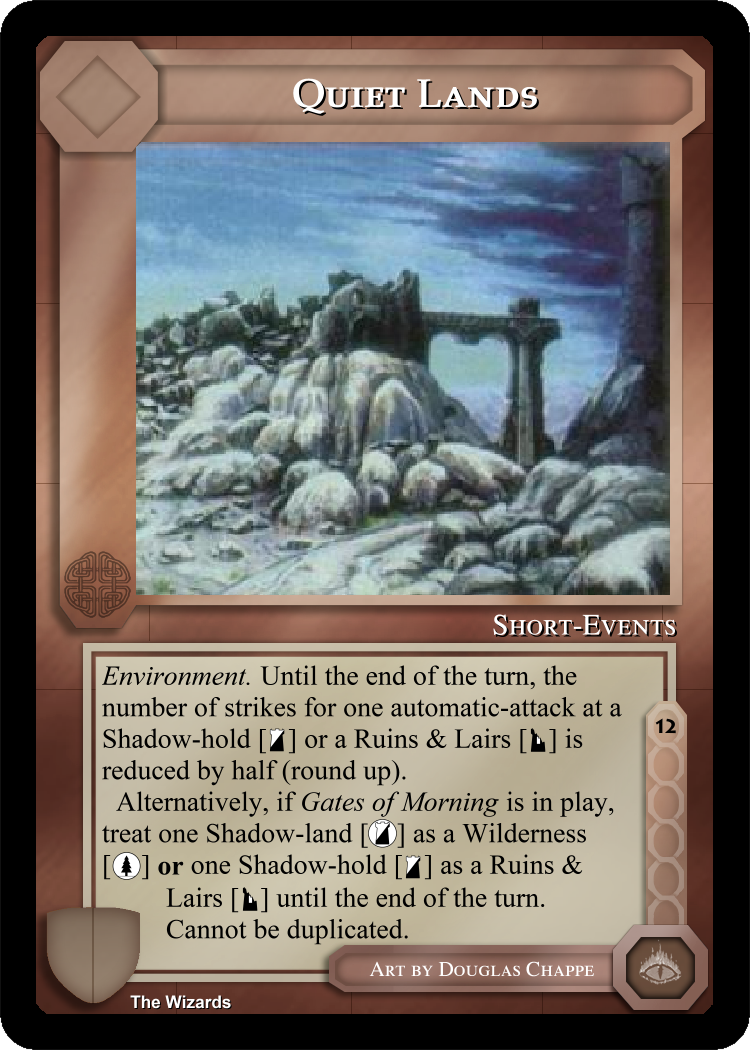 Quiet Lands
Short-Events
Environment. Until the end of the turn, the
number of strikes for one automatic-attack at a
Shadow-hold [] or a Ruins & Lairs [] is
reduced by half (round up).
Alternatively, if Gates of Morning is in play,
treat one Shadow-land [] as a Wilderness
[] or one Shadow-hold [] as a Ruins &
Lairs [] until the end of the turn.
Cannot be duplicated.
12
Art by Douglas Chappe
The Wizards